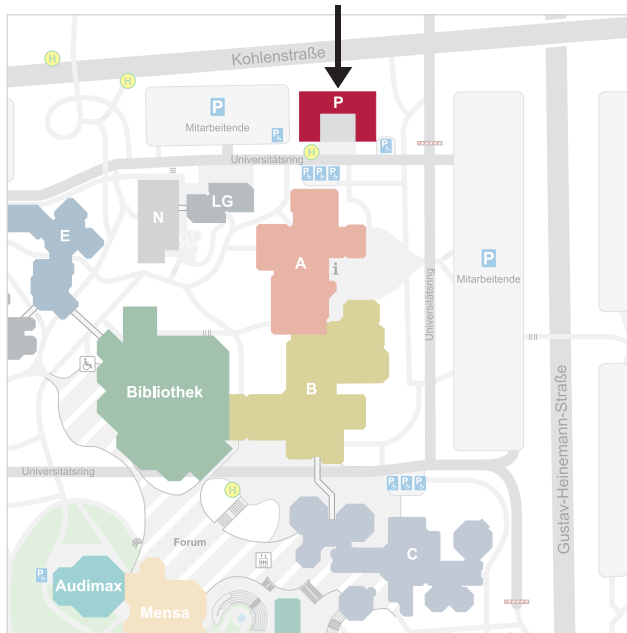 Kohlenstraße
H
H
P
P
Mitarbeitende
P
P
H
Universitätsring
P P P
LG
N
E
A
i
P
Mitarbeitende
Universitätsring
Bibliothek
B
Gustav-Heinemann-Straße
Universitätsring
H
P P P
Forum
C
P
Audimax
Mensa